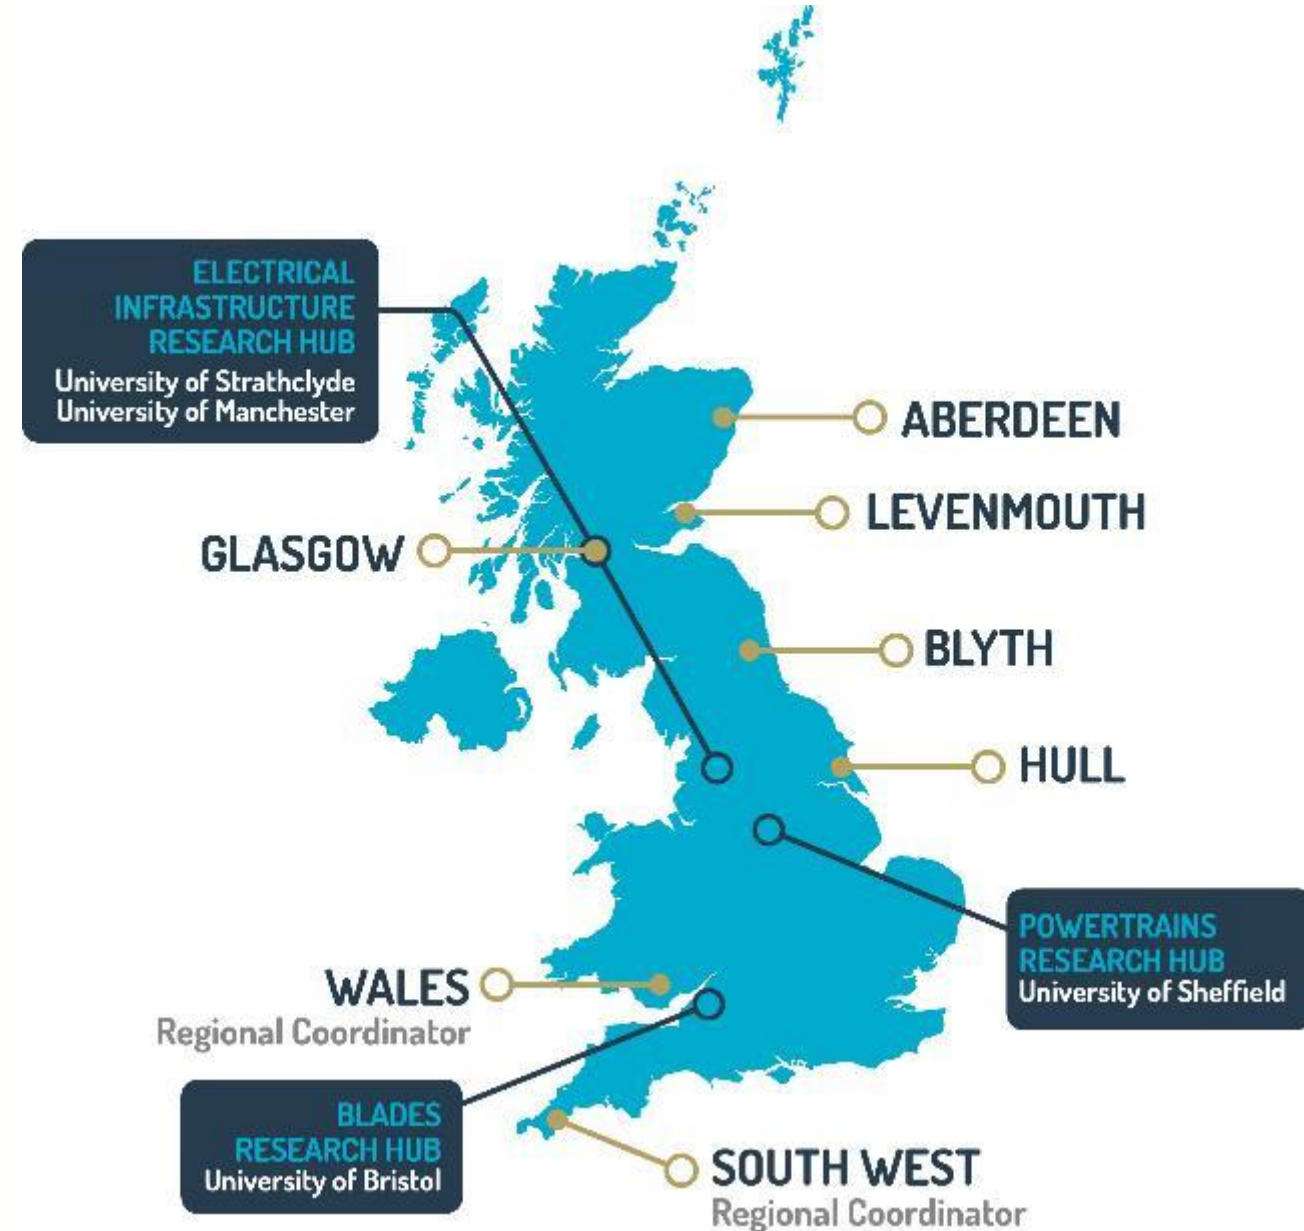 ELECTRICAL
INFRASTRUCTURE
RESEARCH HUB
University of Strathclyde
University of Manchester
ABERDEEN
LEVENMOUTH
GLASGOW
BLYTH
HULL
POWERTRAINS
RESEARCH HUB
University of Sheffield
WALES
Regional Coordinator
BLADES
RESEARCH HUB
University of Bristol
SOUTH WEST
Regional Coordinator